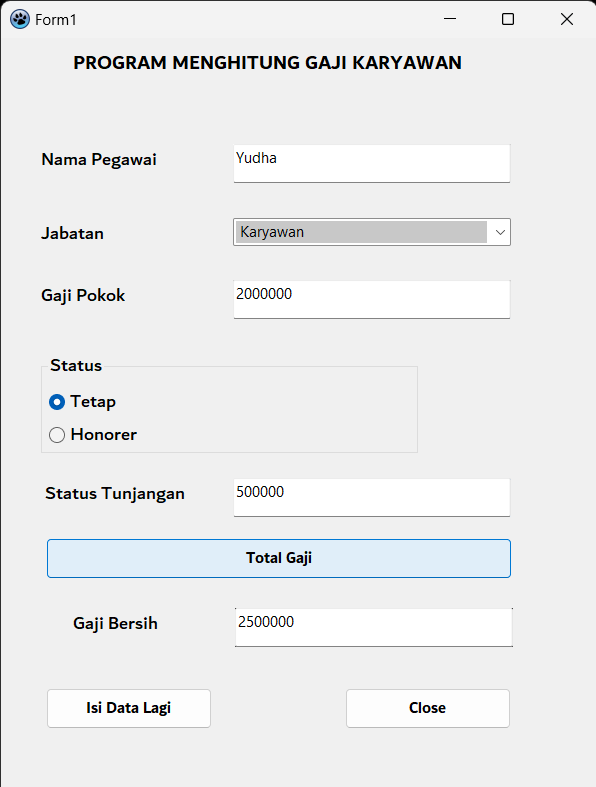 Form1
PROGRAM MENGHITUNG GAJI KARYAWAN
Nama Pegawai Yudha
Jabatan Karyawan
Gaji Pokok 2000000
Status
Tetap
Honorer
Status Tunjangan 500000
Total Gaji
Gaji Bersih 2500000
Isi Data Lagi Close